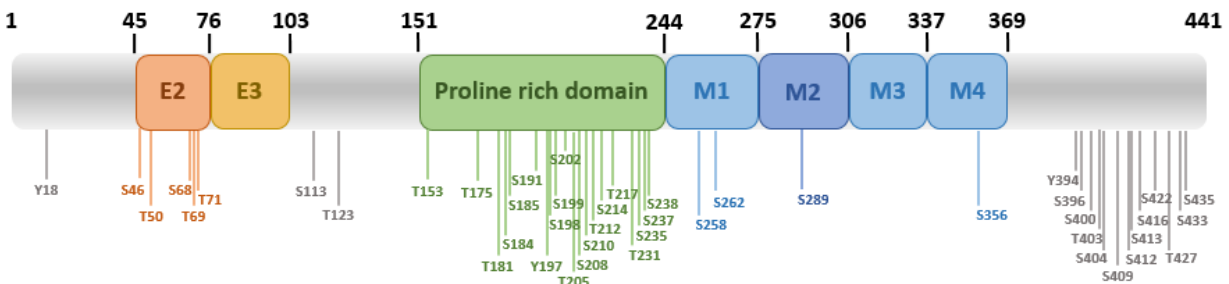 1 45 76 103 151 244 275 306 337 369 441
E2 E3 Proline rich domain M1 M2 M3 M4
Y18
S46
T50
S68
T69
T71
S113
T123
T153
T175
T181
S184
S185
S191
Y197
S198
S199
S202
T205
S208
S210
T212
S214
T217
T231
S235
S237
S238
S258
S262
S289
S356
Y394
S396
S400
T403
S404
S409
S412
S413
S416
S422
T427
S433
S435